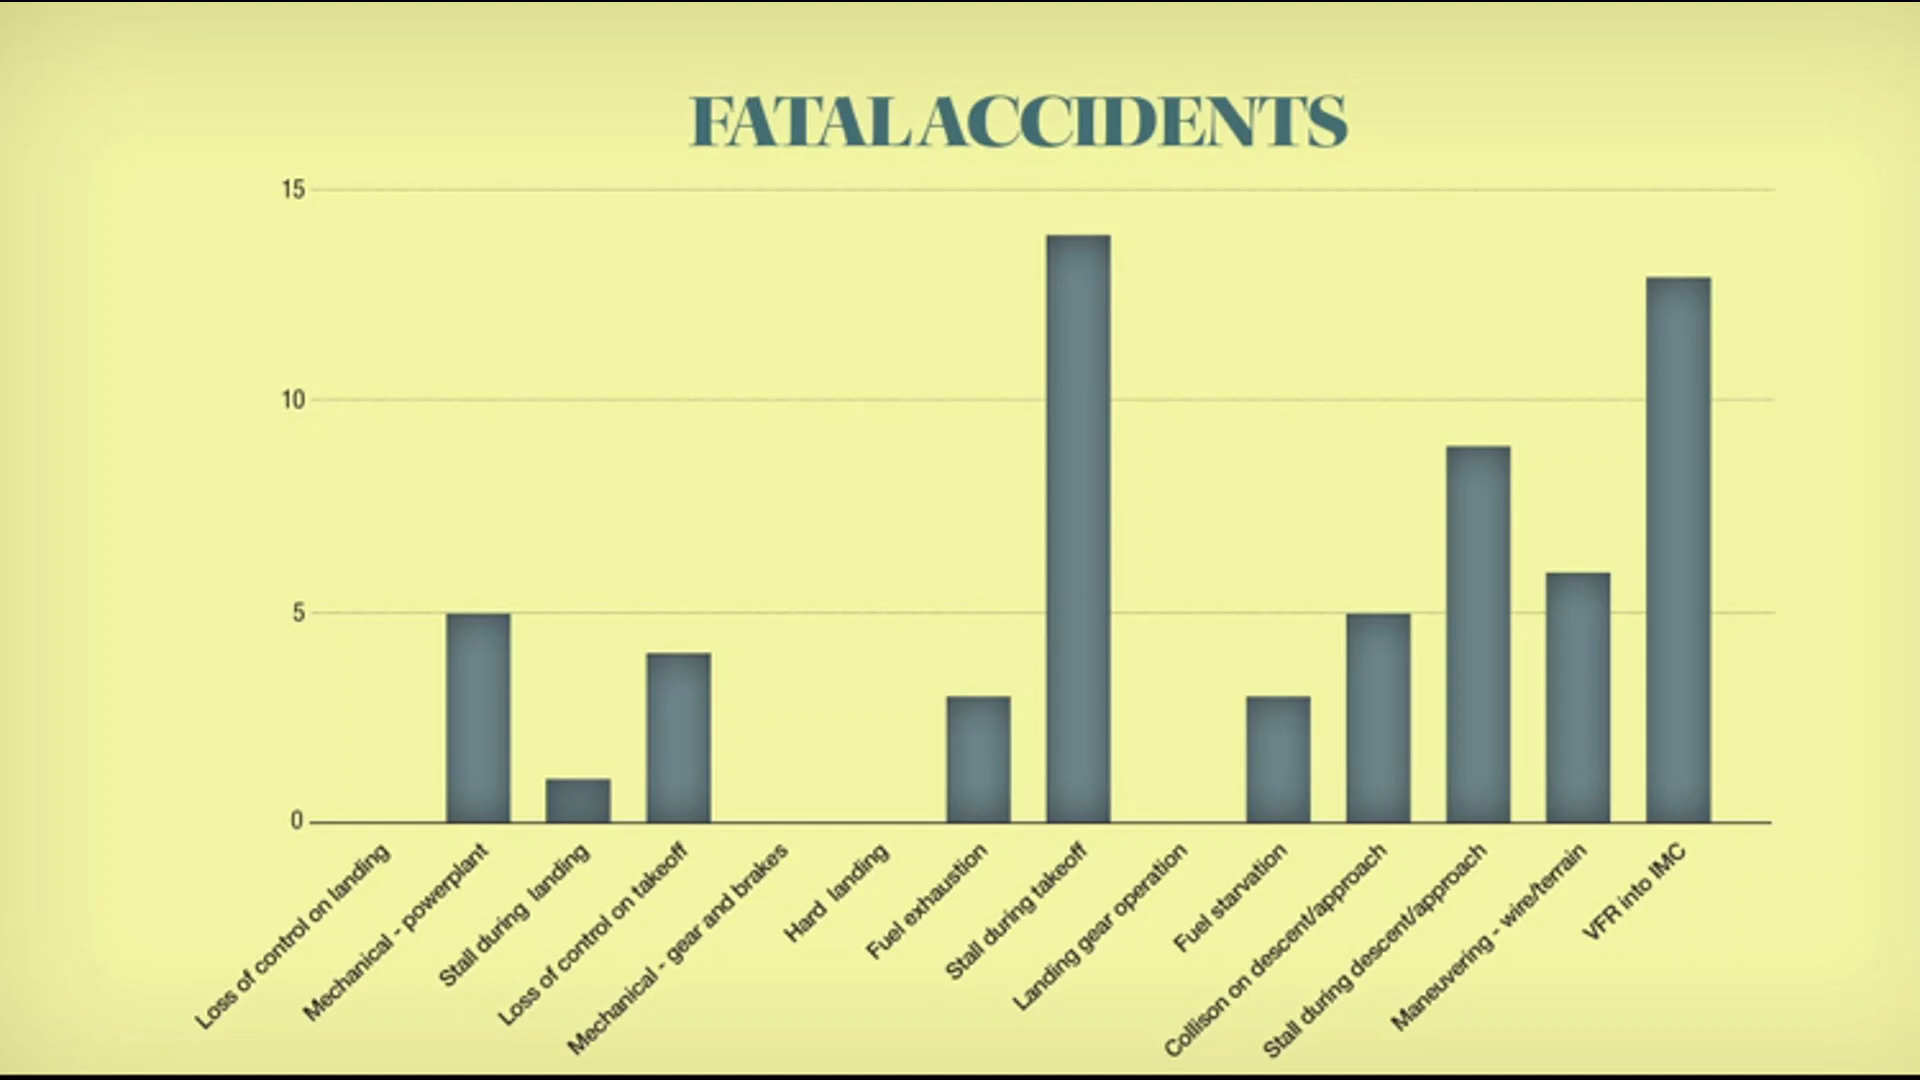 FATAL ACCIDENTS
15
10
5
0
Loss of control on landing
Mechanical - powerplant
Stall during landing
Loss of control on takeoff
Mechanical - gear and brakes
Hard landing
Fuel exhaustion
Stall during takeoff
Landing gear operation
Fuel starvation
Collison on descent/approach
Stall during descent/approach
Maneuvering - wire/terrain
VFR into IMC